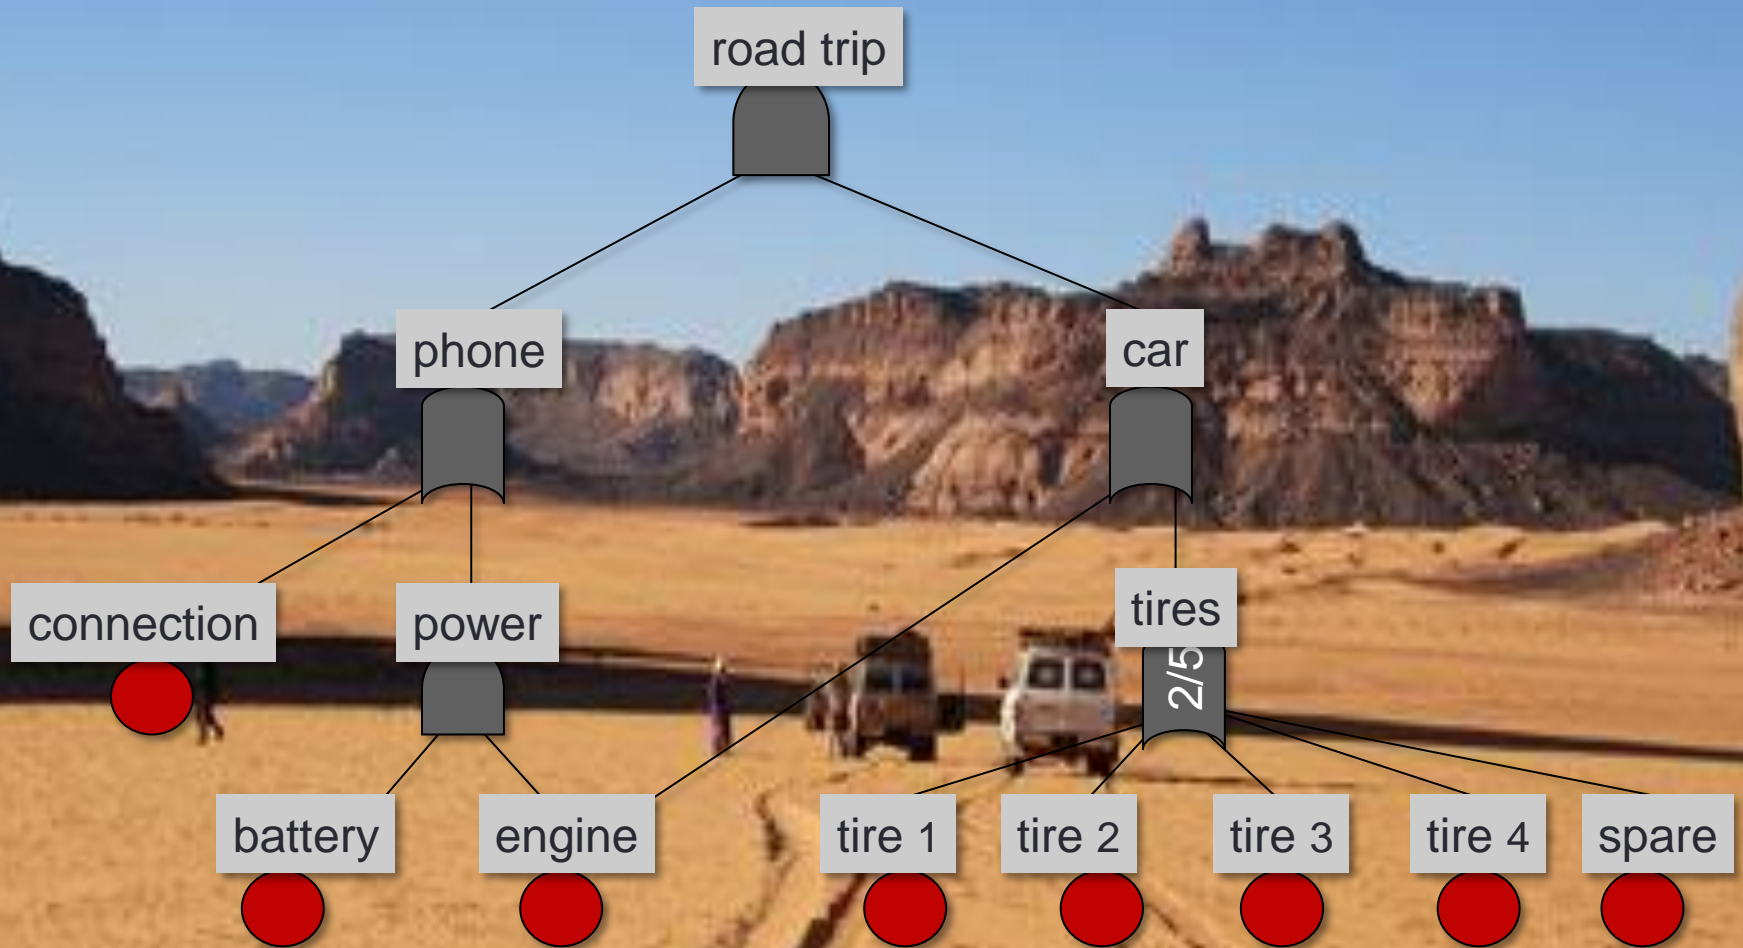 road trip
phone
car
connection
power
tires
2/5
battery
engine
tire 1
tire 2
tire 3
tire 4
spare